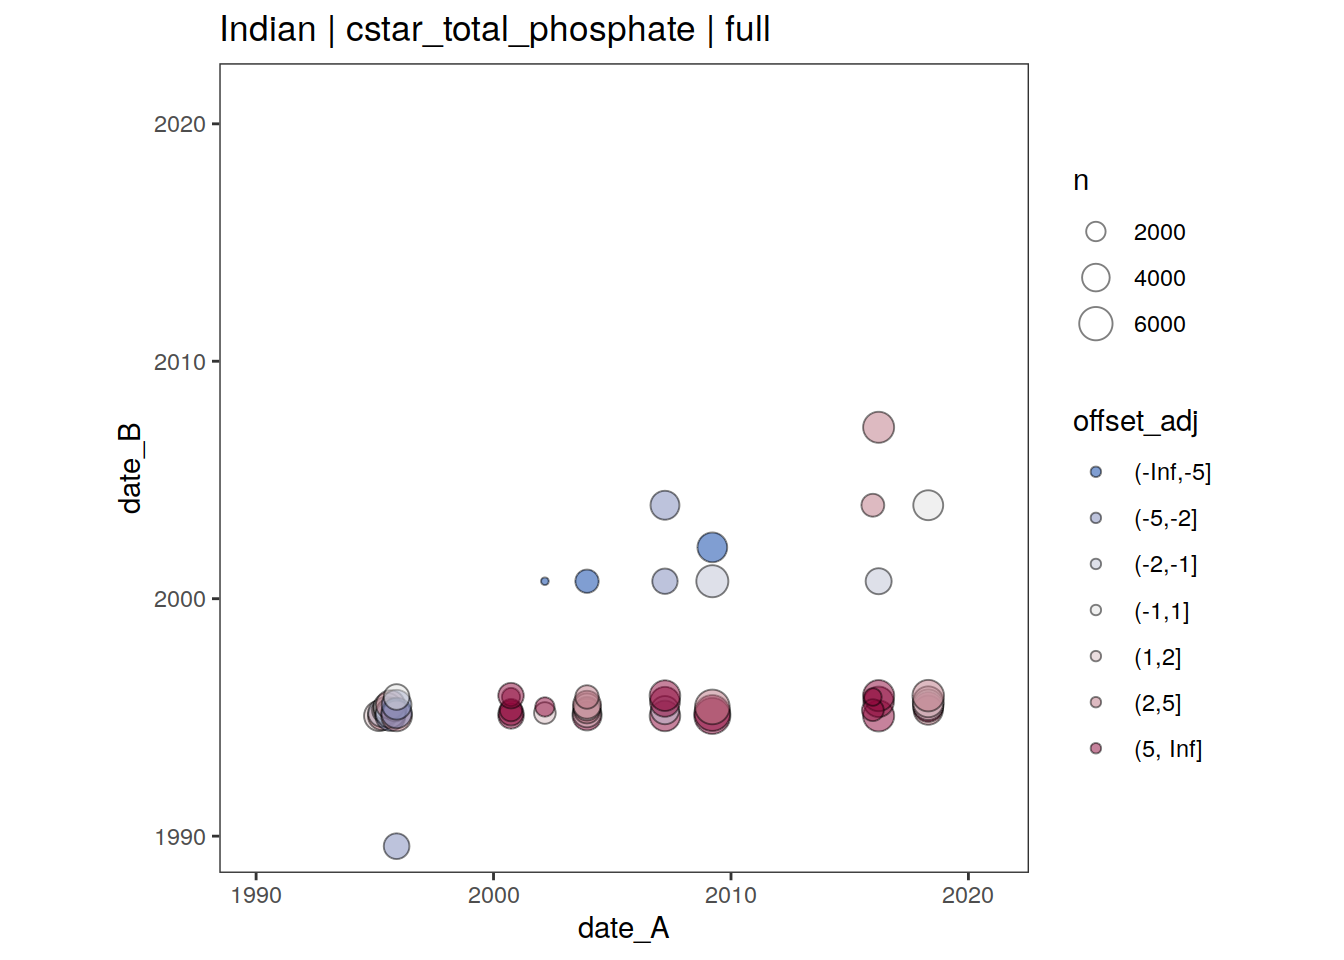 Indian | cstar_total_phosphate | full
2020
2010
2000
1990
date_B
1990
2000
2010
2020
date_A
n
2000
4000
6000
offset_adj
(-Inf,-5]
(-5,-2]
(-2,-1]
(-1,1]
(1,2]
(2,5]
(5, Inf]